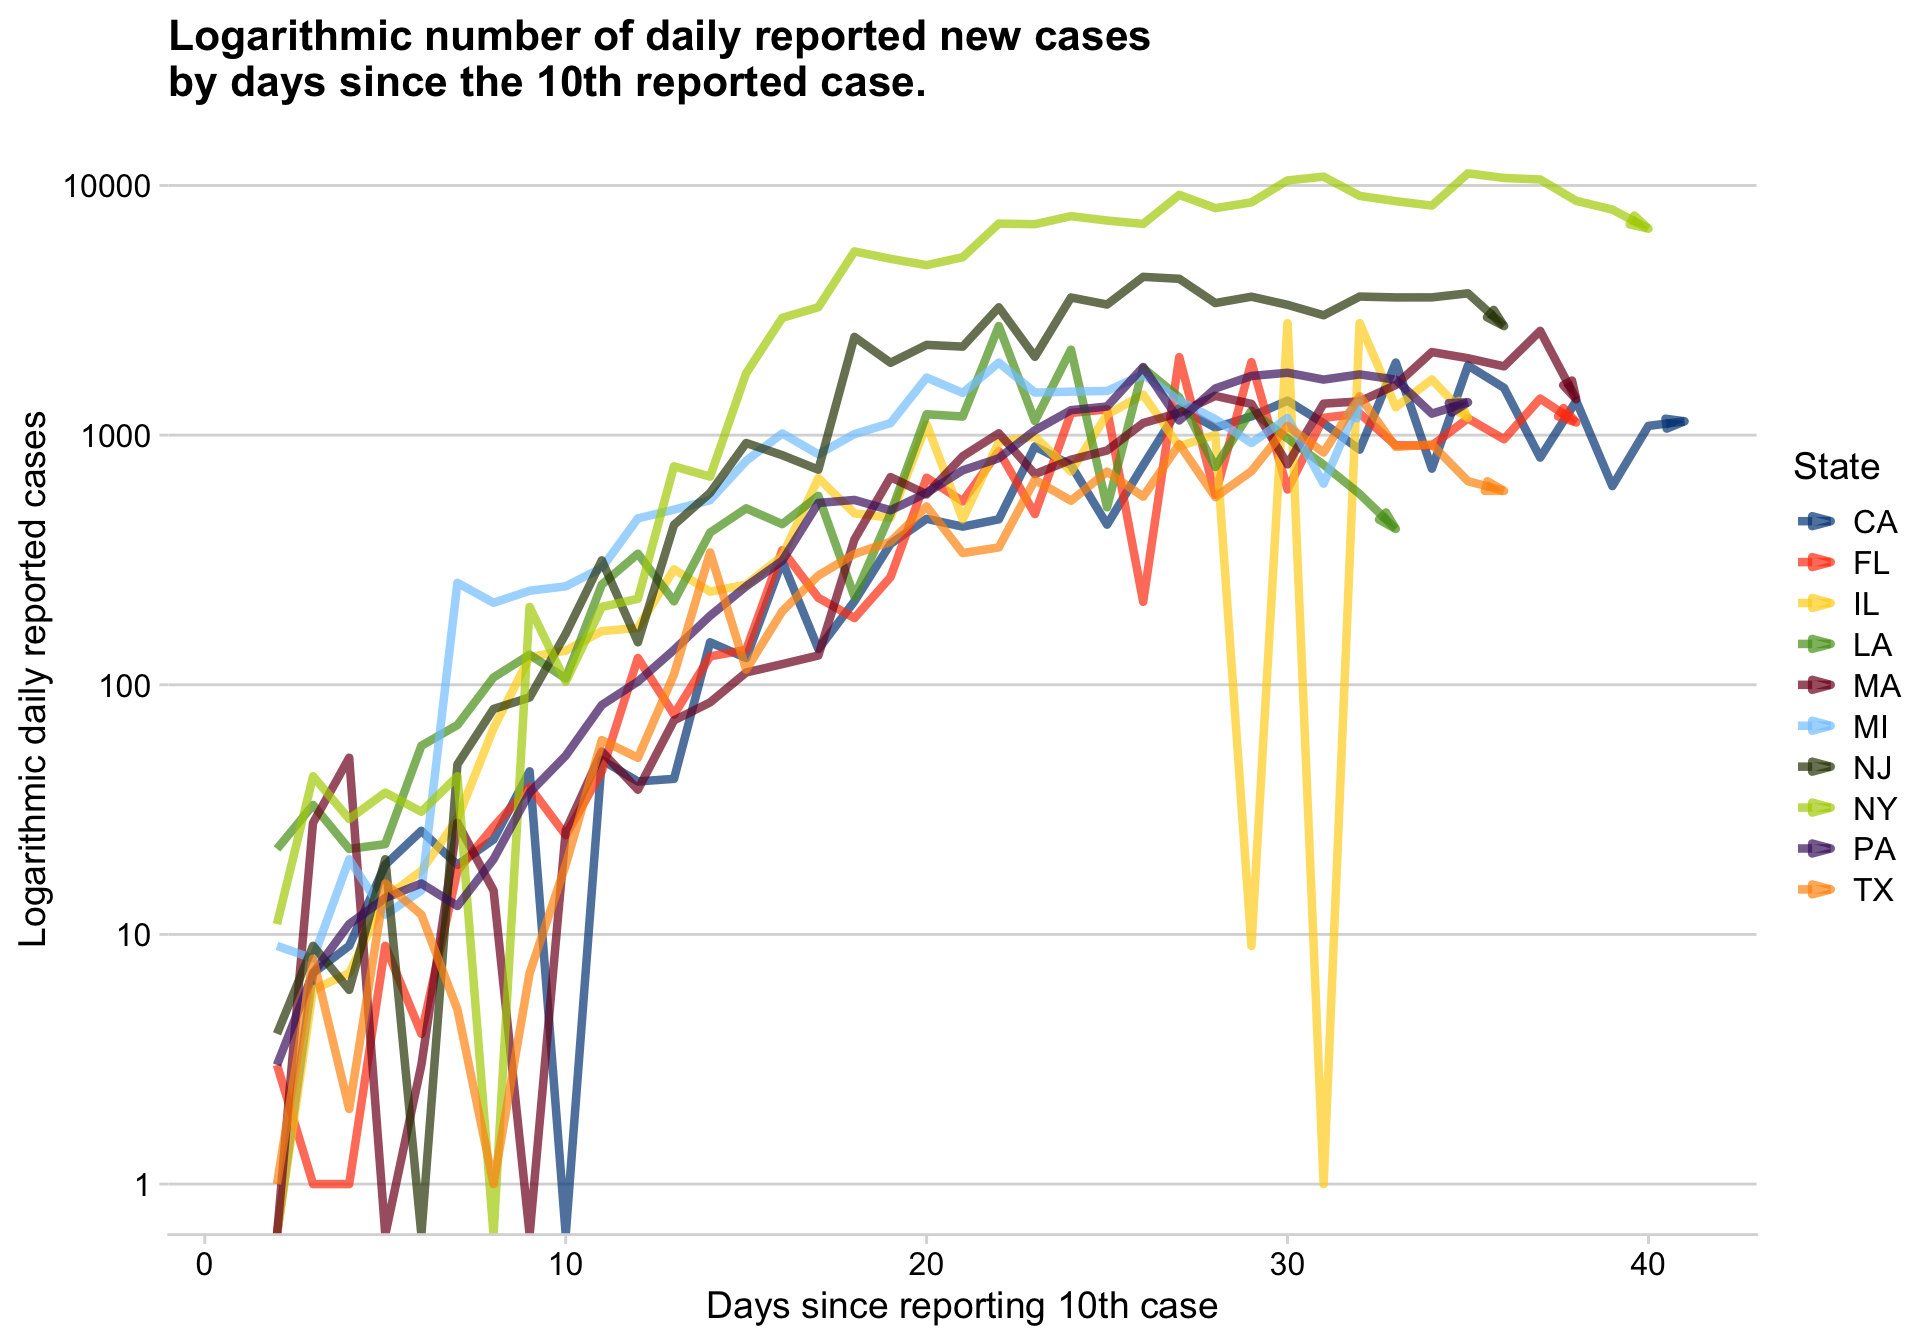 Logarithmic number of daily reported new cases
by days since the 10th reported case.
10000
1000
100
10
1
Logarithmic daily reported cases
0 10 20 30 40
Days since reporting 10th case
State
CA
FL
IL
LA
MA
MI
NJ
NY
PA
TX